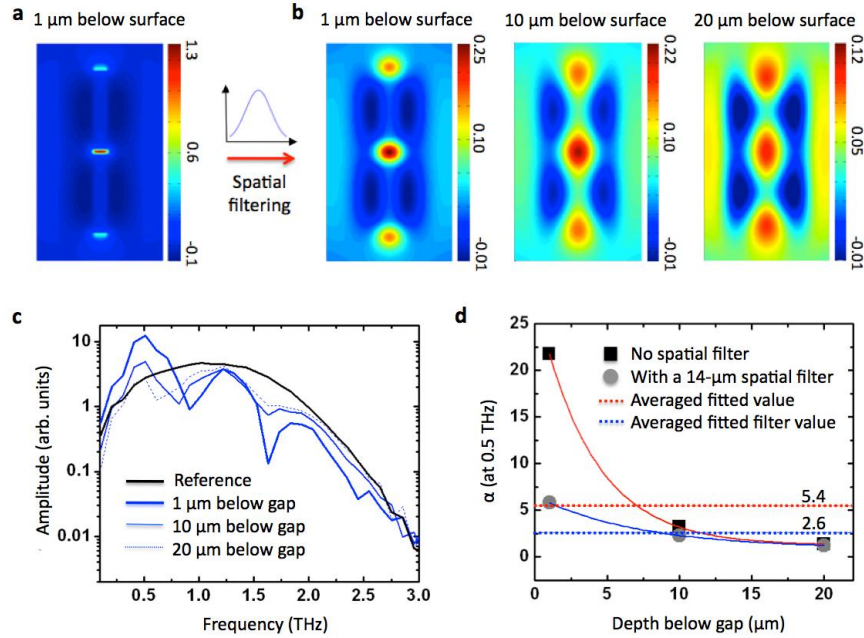 a
1 μm below surface
1.3
0.6
-0.1
Spatial
filtering
b
1 μm below surface
10 μm below surface
20 μm below surface
0.25
0.10
-0.01
0.22
0.10
-0.01
0.12
0.05
-0.01
c
Amplitude (arb. units)
10
1
0.1
0.01
Reference
1 μm below gap
10 μm below gap
20 μm below gap
0.5 1.0 1.5 2.0 2.5 3.0
Frequency (THz)
d
α (at 0.5 THz)
25
20
15
10
5
0
No spatial filter
With a 14-μm spatial filter
Averaged fitted value
Averaged fitted filter value
5.4
2.6
0 5 10 15 20
Depth below gap (μm)